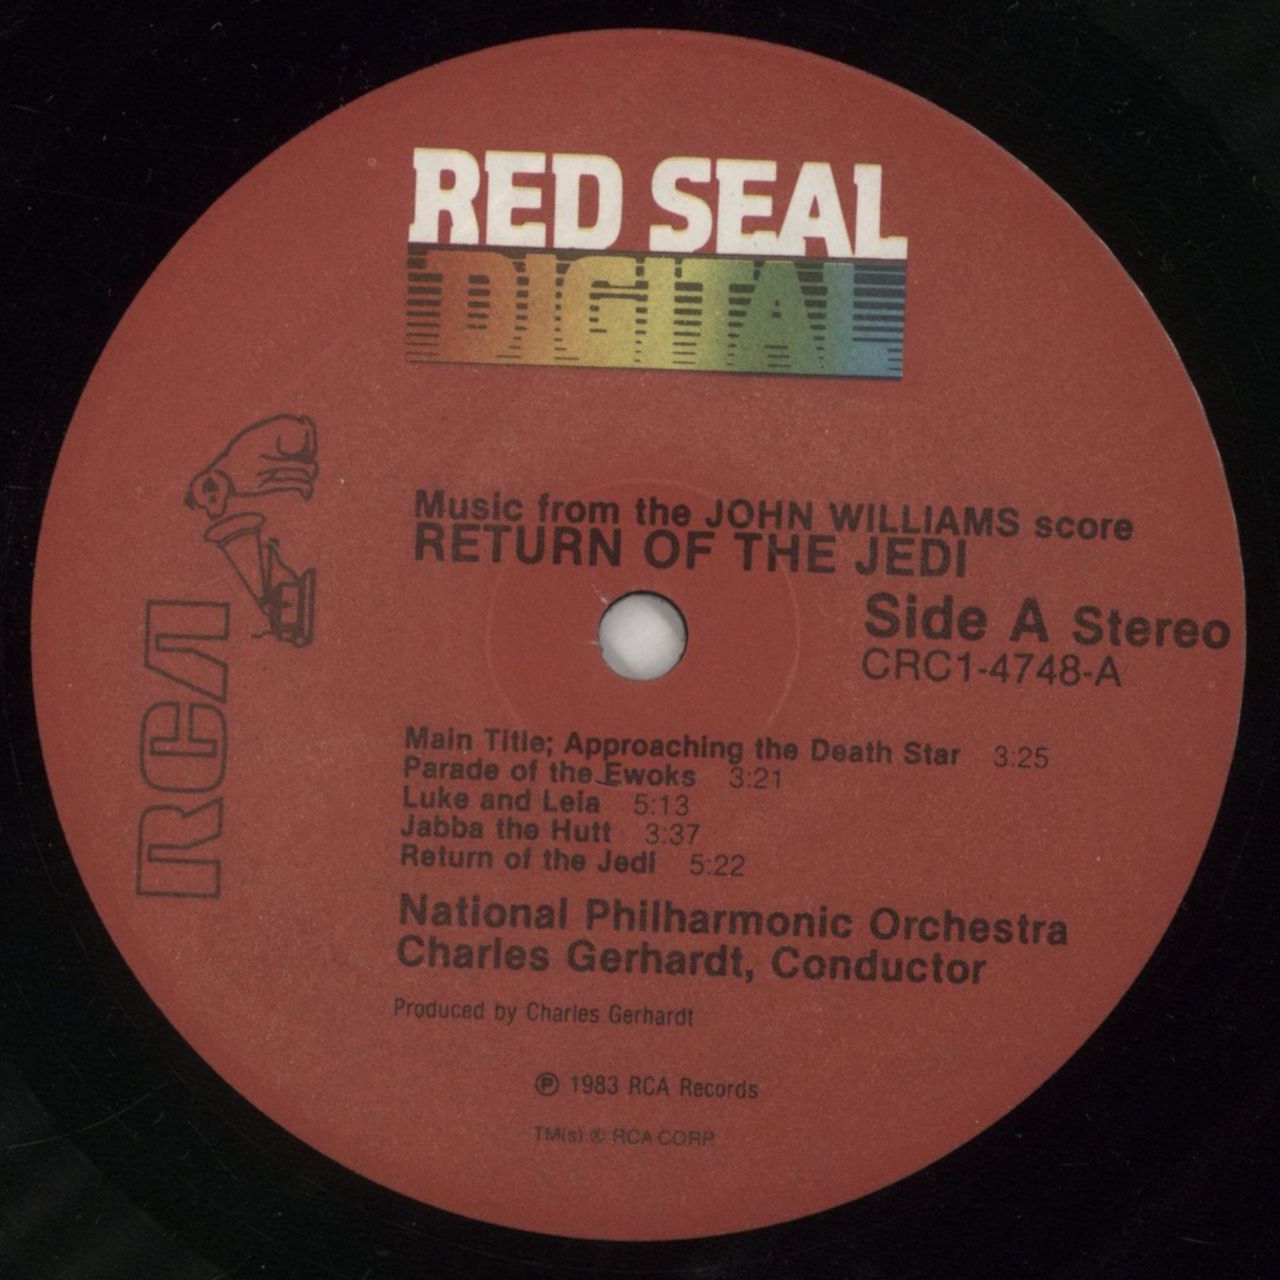 RED SEAL
DIGITAL
RCA
Music from the JOHN WILLIAMS score
RETURN OF THE JEDI
Side A Stereo
CRC1-4748-A
Main Title; Approaching the Death Star 3:25
Parade of the Ewoks 3:21
Luke and Leia 5:13
Jabba the Hutt 3:37
Return of the Jedi 5:22
National Philharmonic Orchestra
Charles Gerhardt, Conductor
Produced by Charles Gerhardt
℗ 1983 RCA Records
TM(s) ® RCA CORP